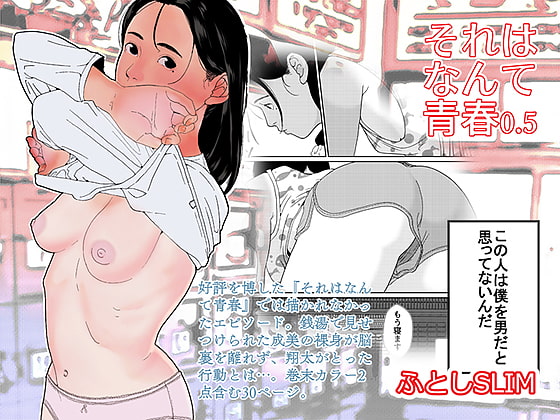 それは
なんて
青春0.5
この人は僕を男だと
思ってないんだ
もう寝ます
好評を博した『それはなん
て青春』では描かれなかっ
たエピソード。銭湯で見せ
つけられた成美の裸身が脳
裏を離れず、翔太がとった
行動とは…。巻末カラー2
点含む30ページ。
ふとしSLIM